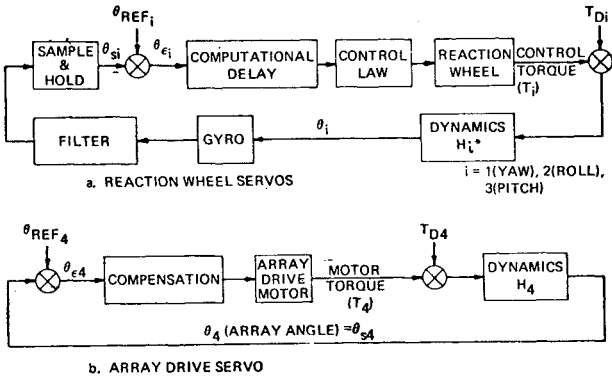 θREFi
TDi
θsi
θεi
SAMPLE
&
HOLD
COMPUTATIONAL
DELAY
CONTROL
LAW
REACTION
WHEEL
CONTROL
TORQUE
(Ti)
FILTER
GYRO
θi
DYNAMICS
Hi*
i = 1(YAW), 2(ROLL),
3(PITCH)
a. REACTION WHEEL SERVOS
θREF4
TD4
θε4
COMPENSATION
ARRAY
DRIVE
MOTOR
MOTOR
TORQUE
(T4)
DYNAMICS
H4
θ4 (ARRAY ANGLE) =θs4
b. ARRAY DRIVE SERVO